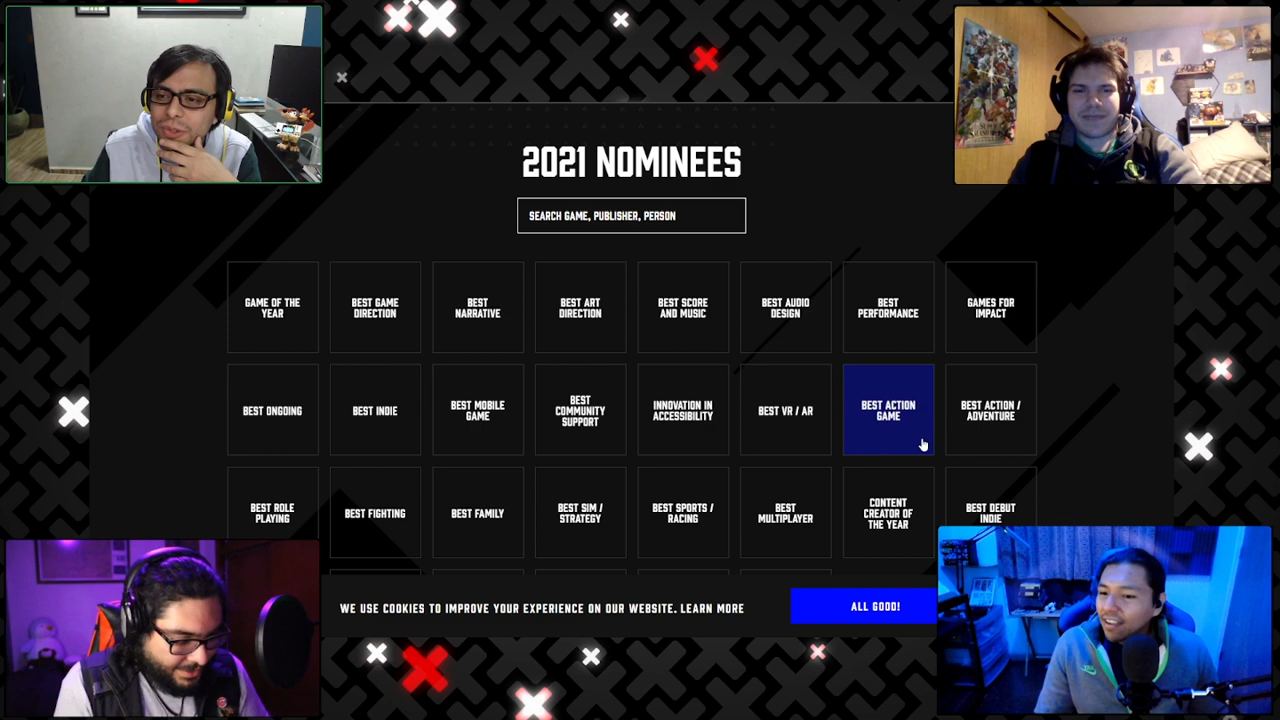 2021 NOMINEES
SEARCH GAME, PUBLISHER, PERSON
GAME OF THE
YEAR
BEST GAME
DIRECTION
BEST
NARRATIVE
BEST ART
DIRECTION
BEST SCORE
AND MUSIC
BEST AUDIO
DESIGN
BEST
PERFORMANCE
GAMES FOR
IMPACT
BEST ONGOING
BEST INDIE
BEST MOBILE
GAME
BEST
COMMUNITY
SUPPORT
INNOVATION IN
ACCESSIBILITY
BEST VR / AR
BEST ACTION
GAME
BEST ACTION /
ADVENTURE
BEST ROLE
PLAYING
BEST FIGHTING
BEST FAMILY
BEST SIM /
STRATEGY
BEST SPORTS /
RACING
BEST
MULTIPLAYER
CONTENT
CREATOR OF
THE YEAR
BEST DEBUT
INDIE
WE USE COOKIES TO IMPROVE YOUR EXPERIENCE ON OUR WEBSITE. LEARN MORE
ALL GOOD!